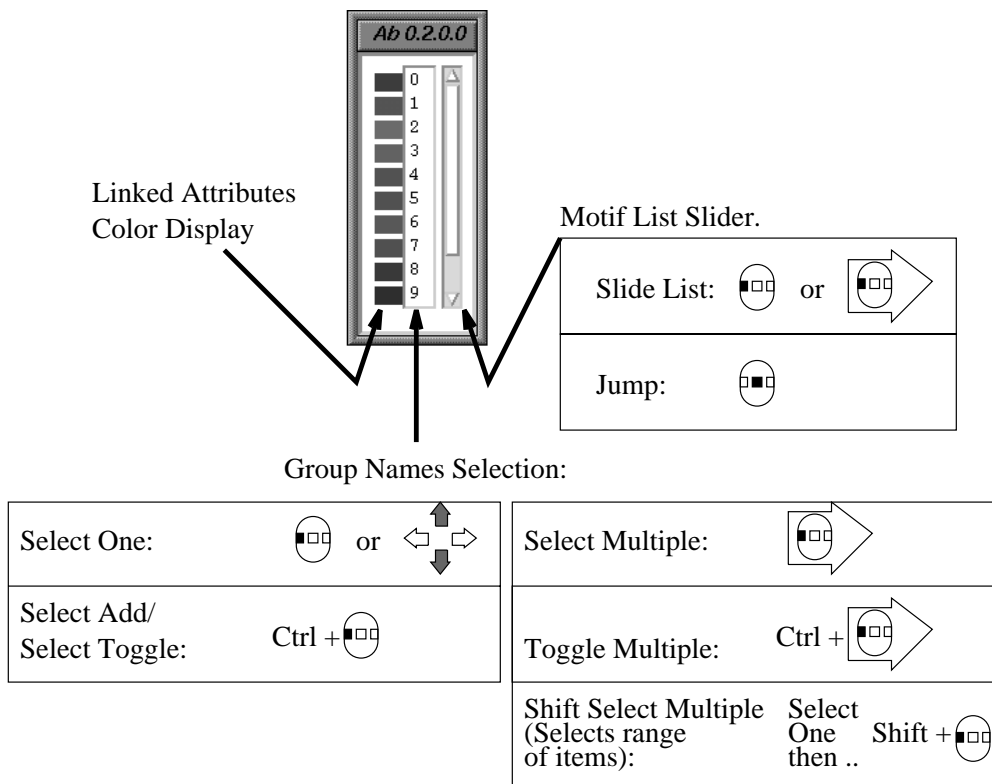 Ab 0.2.0.0
0
1
2
3
4
5
6
7
8
9
Linked Attributes
Color Display
Motif List Slider.
Slide List: or
Jump:
Group Names Selection:
Select One: or
Select Add/
Select Toggle: Ctrl +
Select Multiple:
Toggle Multiple: Ctrl +
Shift Select Multiple
(Selects range
of items):
Select
One
then ..
Shift +